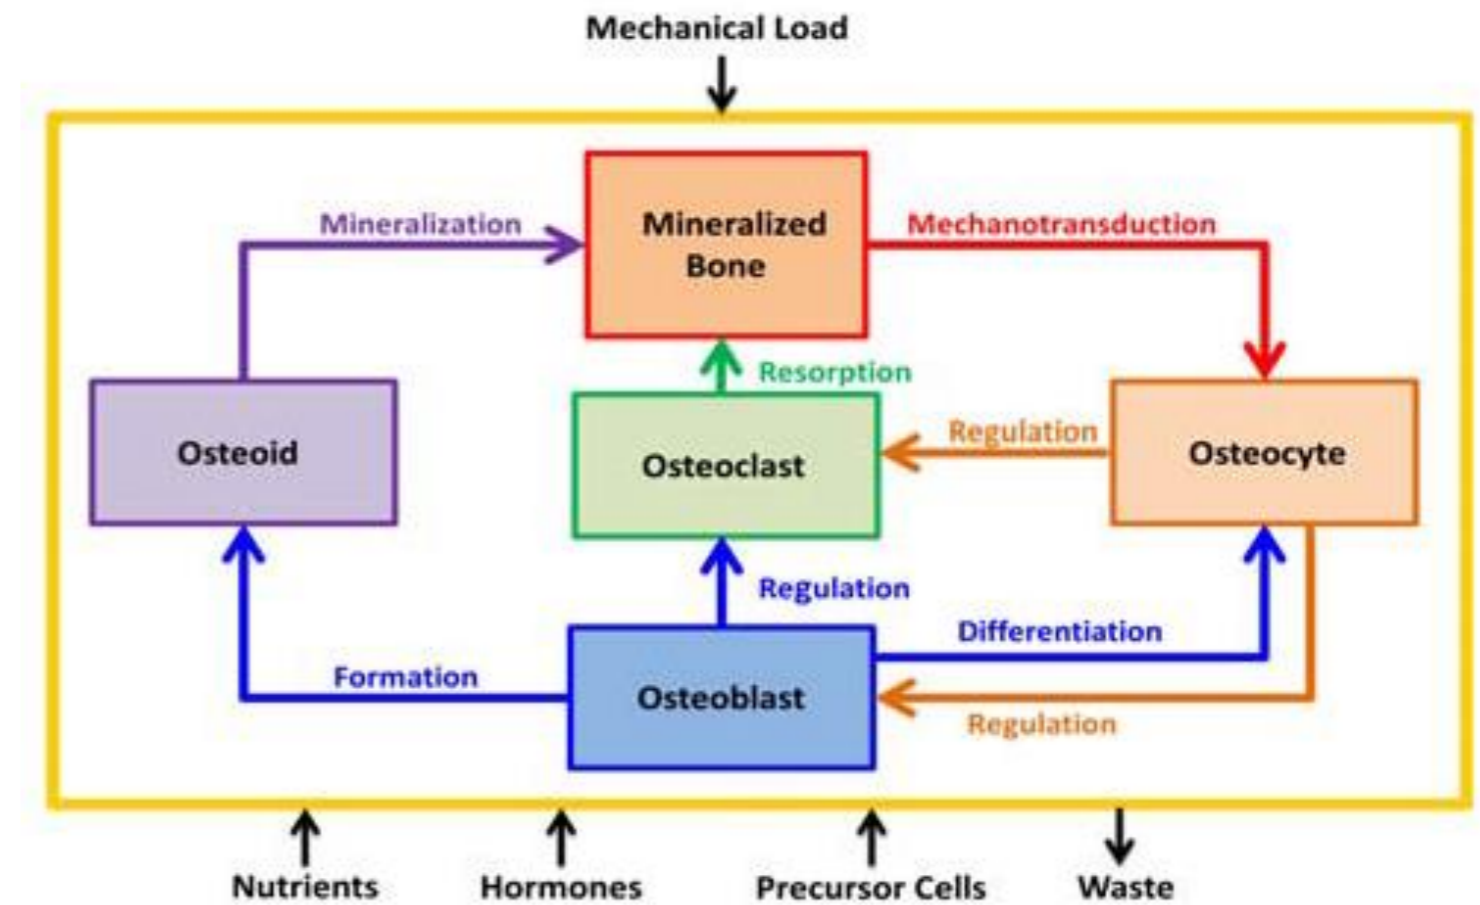 Mechanical Load
Mineralization
Mineralized
Bone
Mechanotransduction
Resorption
Regulation
Osteoid
Osteoclast
Osteocyte
Regulation
Differentiation
Formation
Osteoblast
Regulation
Nutrients
Hormones
Precursor Cells
Waste